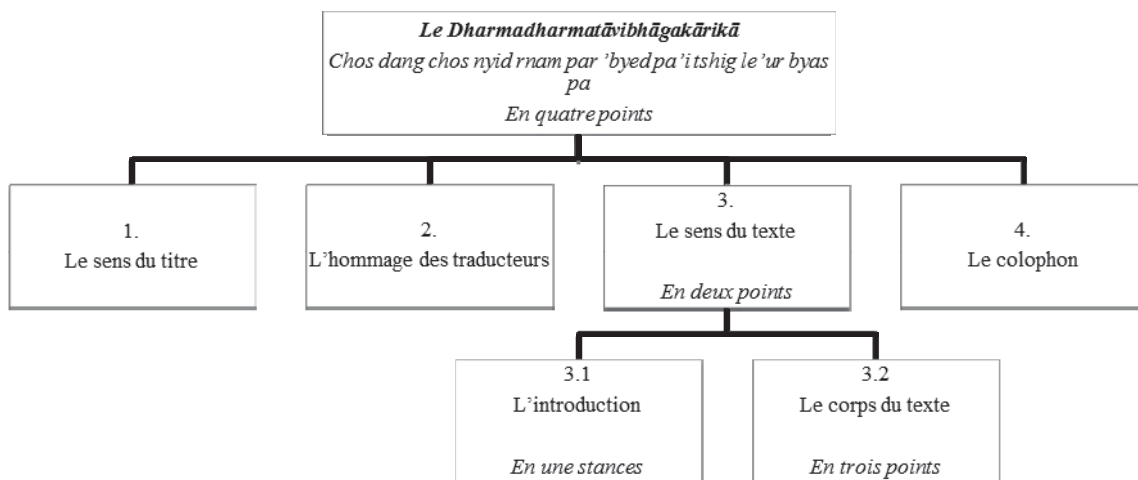 Le Dharmadharmatāvibhāgakārikā
Chos dang chos nyid rnam par ’byed pa’i tshig le’ur byas
pa
En quatre points
1.
Le sens du titre
2.
L’hommage des traducteurs
3.
Le sens du texte
En deux points
4.
Le colophon
3.1
L’introduction
En une stances
3.2
Le corps du texte
En trois points